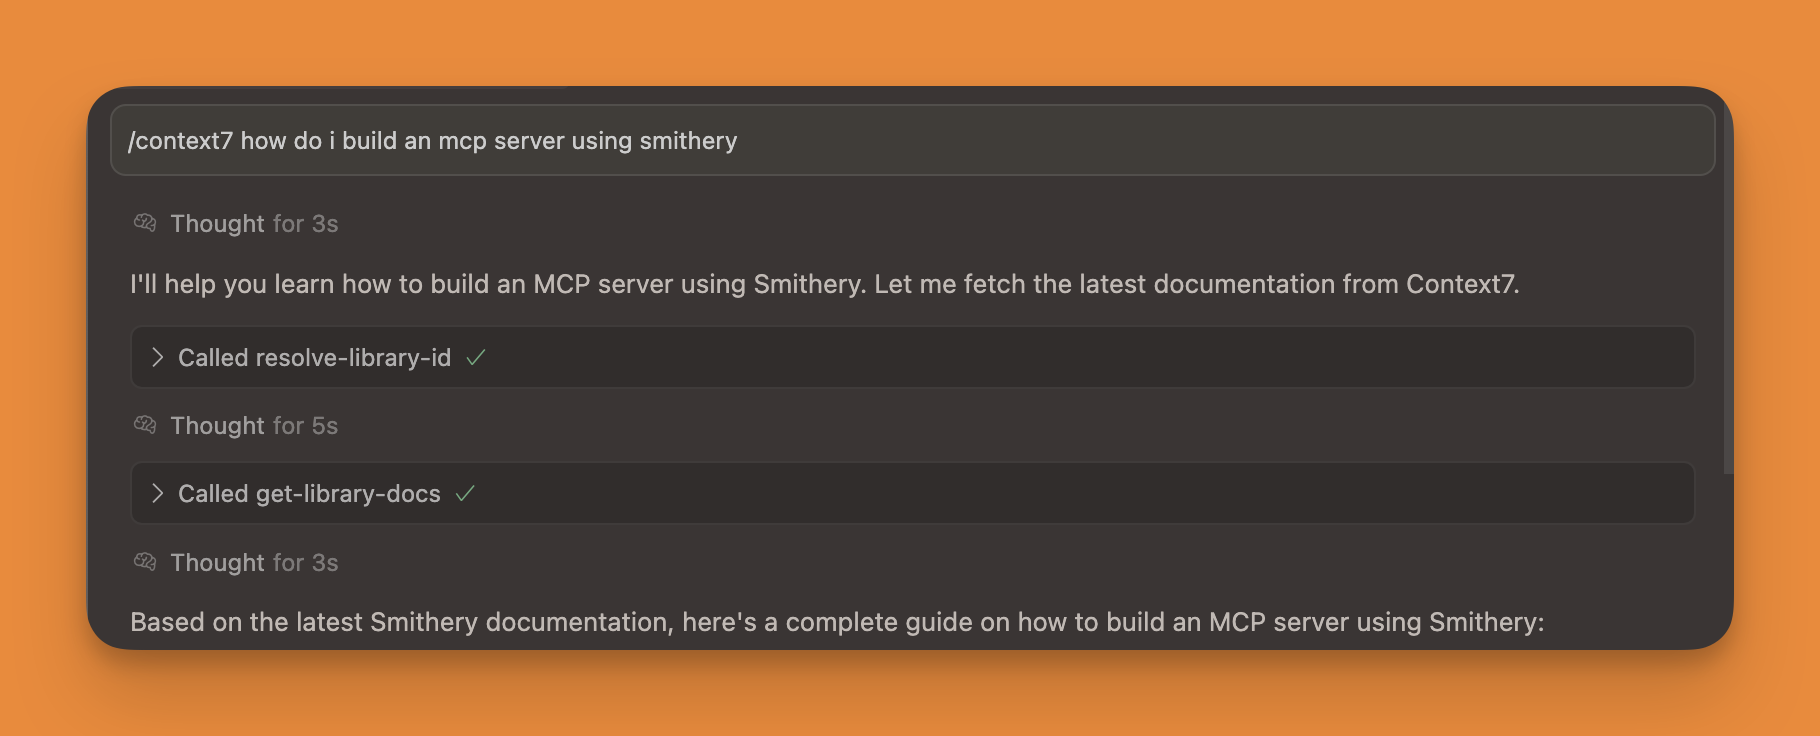 /context7 how do i build an mcp server using smithery
Thought for 3s
I'll help you learn how to build an MCP server using Smithery. Let me fetch the latest documentation from Context7.
Called resolve-library-id
Thought for 5s
Called get-library-docs
Thought for 3s
Based on the latest Smithery documentation, here's a complete guide on how to build an MCP server using Smithery: